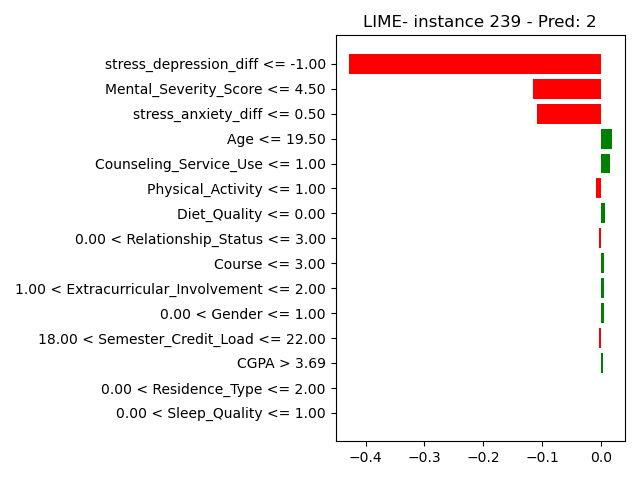 LIME- instance 239 - Pred: 2
stress_depression_diff <= -1.00
Mental_Severity_Score <= 4.50
stress_anxiety_diff <= 0.50
Age <= 19.50
Counseling_Service_Use <= 1.00
Physical_Activity <= 1.00
Diet_Quality <= 0.00
0.00 < Relationship_Status <= 3.00
Course <= 3.00
1.00 < Extracurricular_Involvement <= 2.00
0.00 < Gender <= 1.00
18.00 < Semester_Credit_Load <= 22.00
CGPA > 3.69
0.00 < Residence_Type <= 2.00
0.00 < Sleep_Quality <= 1.00
−0.4 −0.3 −0.2 −0.1 0.0